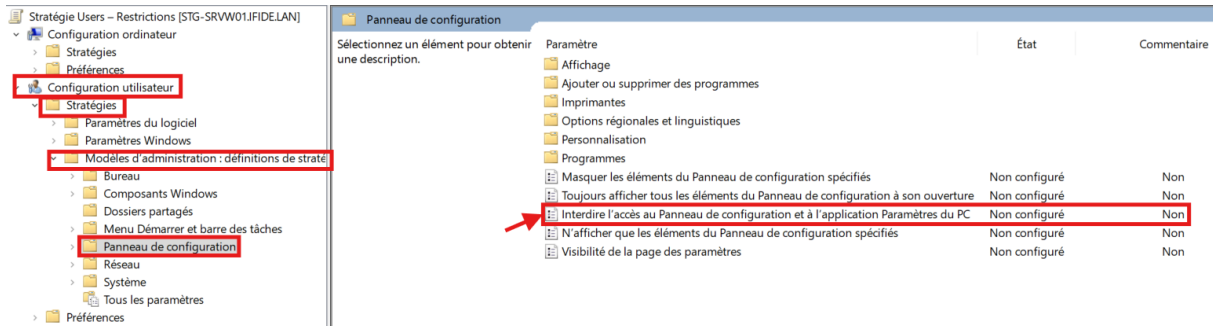 Stratégie Users – Restrictions [STG-SRVW01.IFIDE.LAN]
Configuration ordinateur
Stratégies
Préférences
Configuration utilisateur
Stratégies
Paramètres du logiciel
Paramètres Windows
Modèles d'administration : définitions de straté
Bureau
Composants Windows
Dossiers partagés
Menu Démarrer et barre des tâches
Panneau de configuration
Réseau
Système
Tous les paramètres
Préférences
Panneau de configuration
Sélectionnez un élément pour obtenir
une description.
Paramètre État Commentaire
Affichage
Ajouter ou supprimer des programmes
Imprimantes
Options régionales et linguistiques
Personnalisation
Programmes
Masquer les éléments du Panneau de configuration spécifiés Non configuré Non
Toujours afficher tous les éléments du Panneau de configuration à son ouverture Non configuré Non
Interdire l'accès au Panneau de configuration et à l'application Paramètres du PC Non configuré Non
N'afficher que les éléments du Panneau de configuration spécifiés Non configuré Non
Visibilité de la page des paramètres Non configuré Non